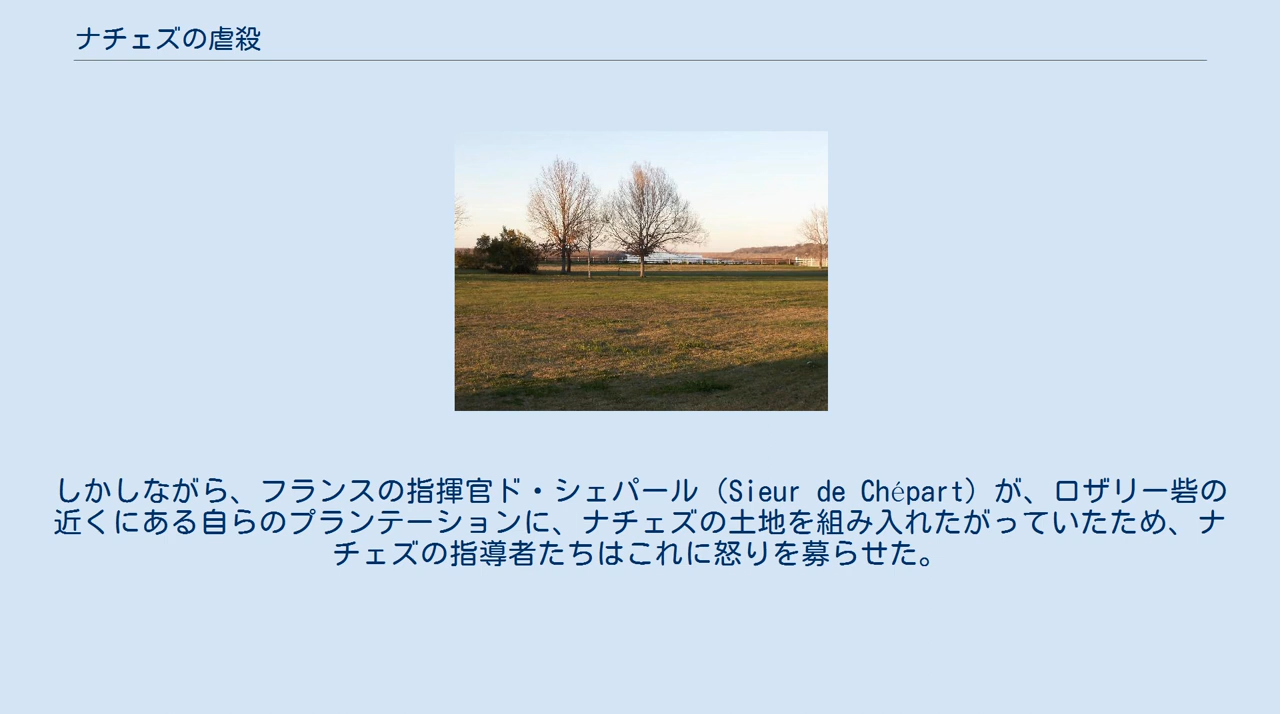 ナチェズの虐殺
しかしながら、フランスの指揮官ド・シェパール（Sieur de Chépart）が、ロザリー砦の
近くにある自らのプランテーションに、ナチェズの土地を組み入れたがっていたため、ナ
チェズの指導者たちはこれに怒りを募らせた。